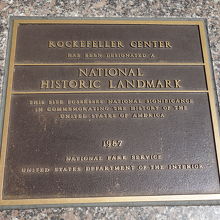 ROCKEFELLER CENTER
HAS BEEN DESIGNATED A
NATIONAL
HISTORIC LANDMARK
THIS SITE POSSESSES NATIONAL SIGNIFICANCE
IN COMMEMORATING THE HISTORY OF THE
UNITED STATES OF AMERICA
1987
NATIONAL PARK SERVICE
UNITED STATES DEPARTMENT OF THE INTERIOR